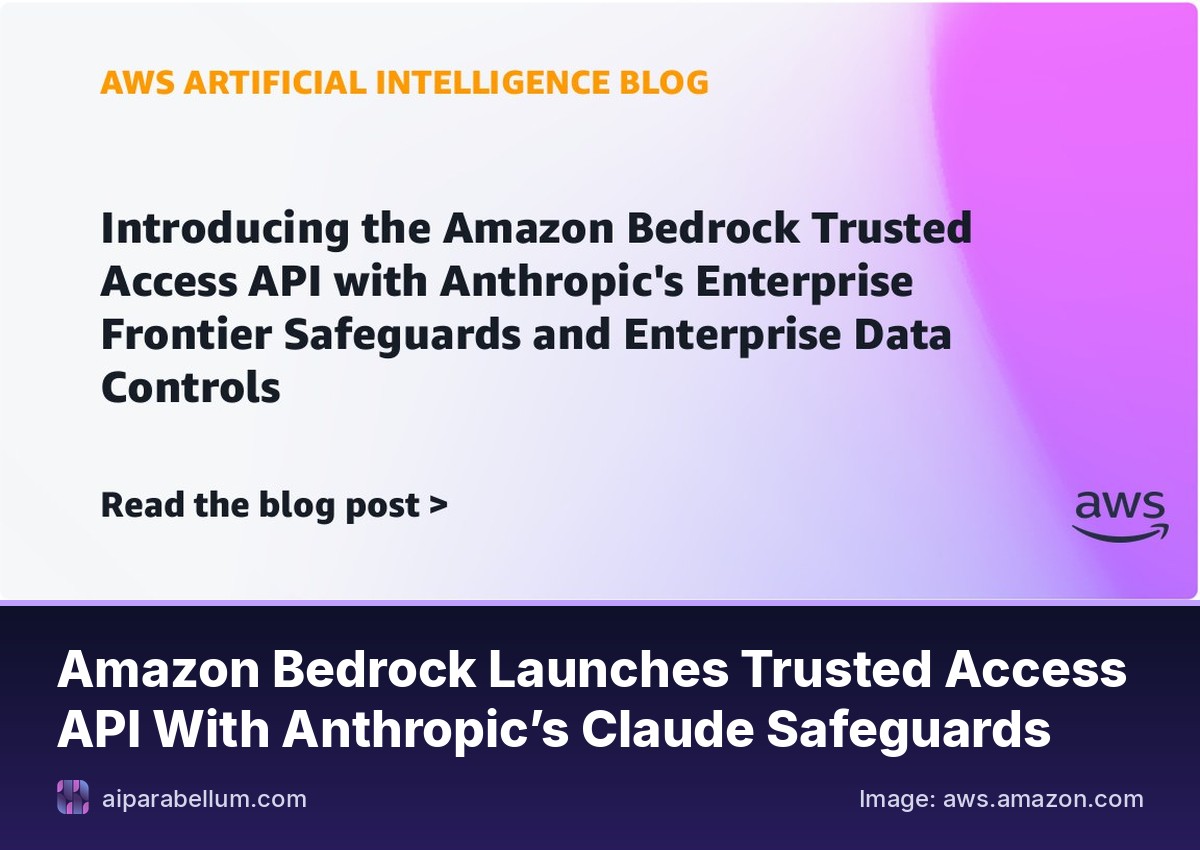 AWS ARTIFICIAL INTELLIGENCE BLOG
Introducing the Amazon Bedrock Trusted
Access API with Anthropic's Enterprise
Frontier Safeguards and Enterprise Data
Controls
Read the blog post >
aws
Amazon Bedrock Launches Trusted Access
API With Anthropic’s Claude Safeguards
aiparabellum.com
Image: aws.amazon.com